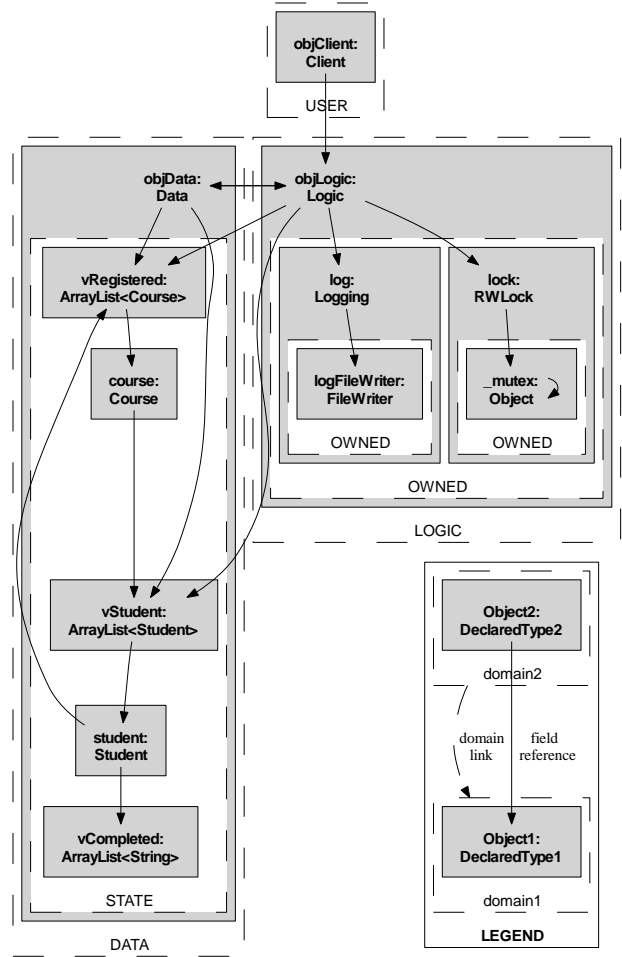 objClient:
Client
USER
objData:
Data
objLogic:
Logic
vRegistered:
ArrayList<Course>
log:
Logging
lock:
RWLock
course:
Course
logFileWriter:
FileWriter
_mutex:
Object
OWNED
OWNED
OWNED
LOGIC
vStudent:
ArrayList<Student>
student:
Student
vCompleted:
ArrayList<String>
STATE
DATA
Object2:
DeclaredType2
domain2
domain
link
field
reference
Object1:
DeclaredType1
domain1
LEGEND